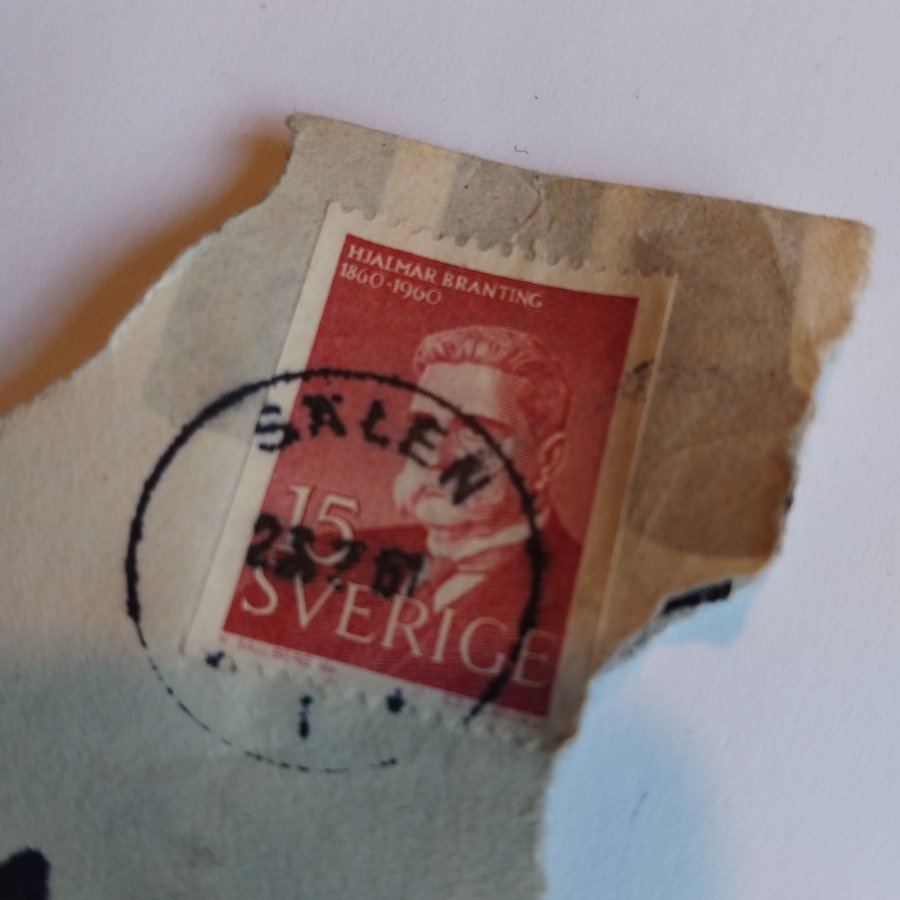 HJALMAR BRANTING
1860-1960
SÄLEN
15
SVERIGE